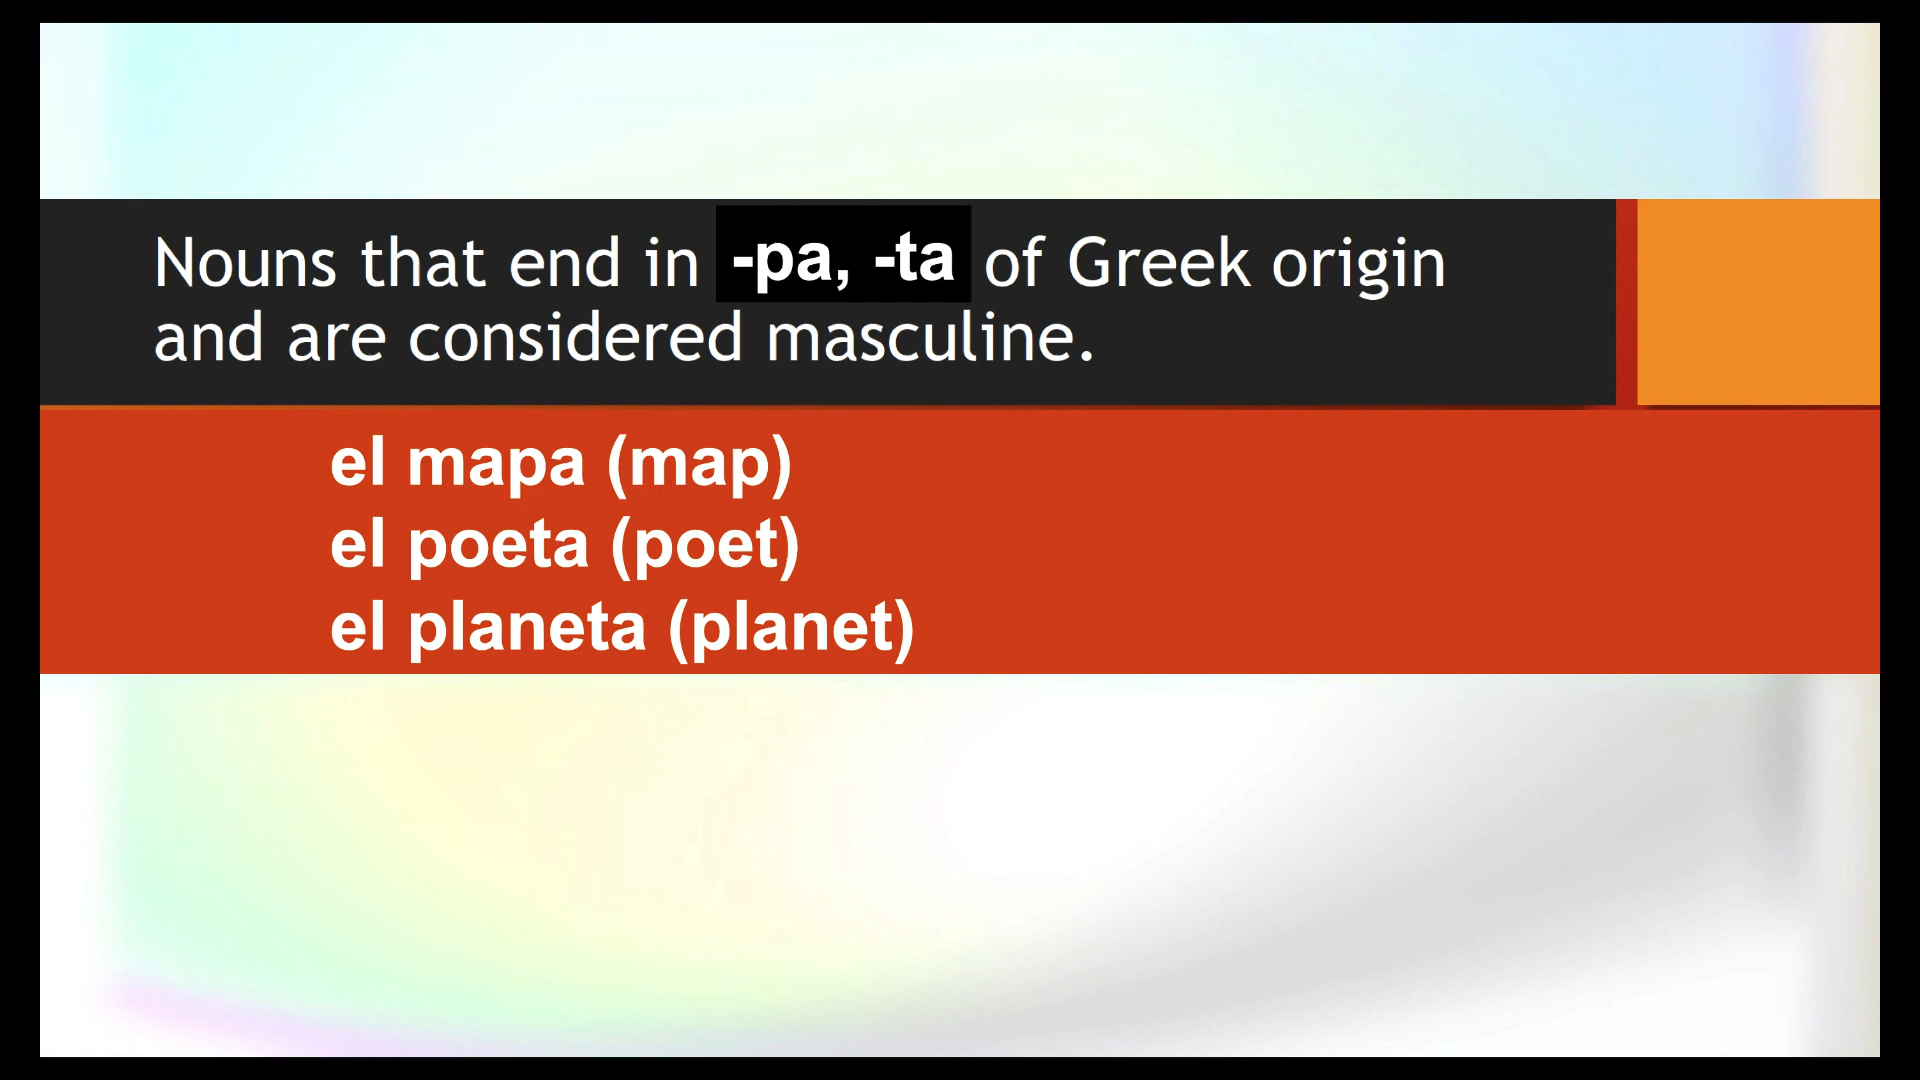 Nouns that end in -pa, -ta of Greek origin
and are considered masculine.
el mapa (map)
el poeta (poet)
el planeta (planet)